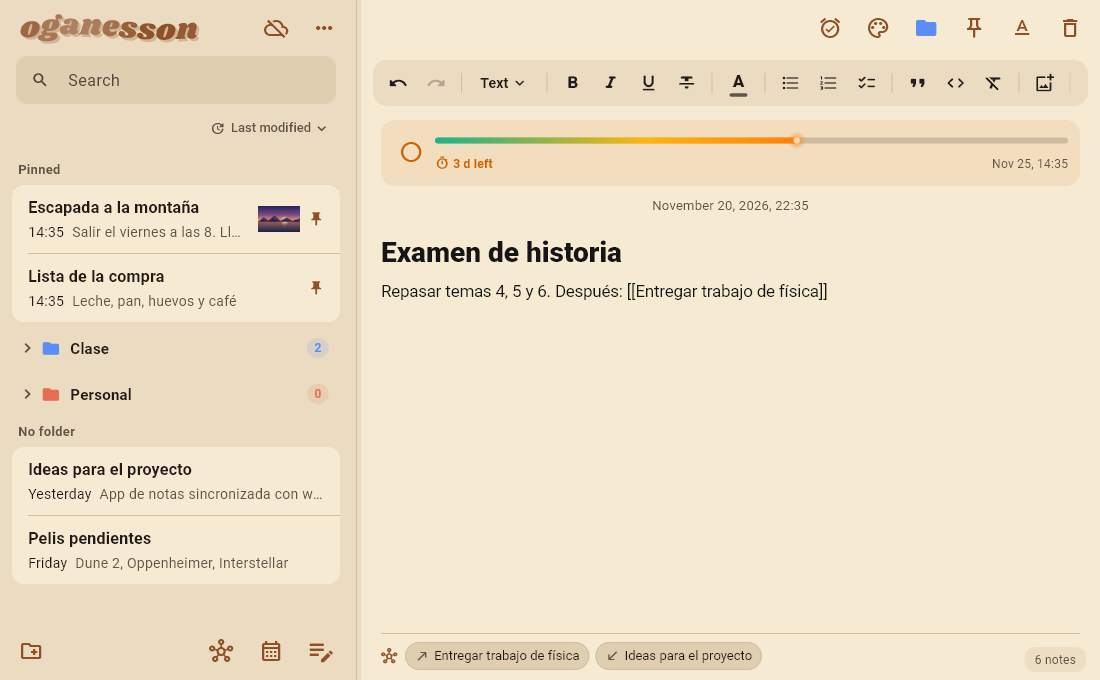 oganesson
Search
Last modified
Pinned
Escapada a la montaña
14:35 Salir el viernes a las 8. Ll…
Lista de la compra
14:35 Leche, pan, huevos y café
Clase 2
Personal 0
No folder
Ideas para el proyecto
Yesterday App de notas sincronizada con w…
Pelis pendientes
Friday Dune 2, Oppenheimer, Interstellar
Text B I U S A
3 d left
Nov 25, 14:35
November 20, 2026, 22:35
Examen de historia
Repasar temas 4, 5 y 6. Después: [[Entregar trabajo de física]]
Entregar trabajo de física
Ideas para el proyecto
6 notes